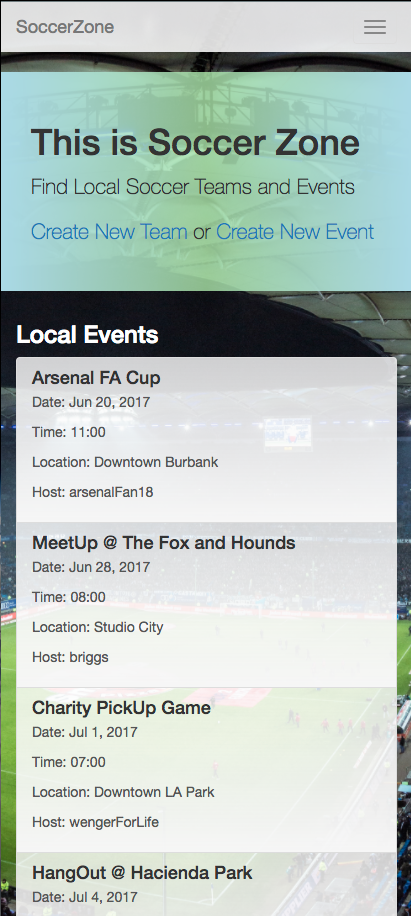 SoccerZone
This is Soccer Zone
Find Local Soccer Teams and Events
Create New Team or Create New Event
Local Events
Arsenal FA Cup
Date: Jun 20, 2017
Time: 11:00
Location: Downtown Burbank
Host: arsenalFan18
MeetUp @ The Fox and Hounds
Date: Jun 28, 2017
Time: 08:00
Location: Studio City
Host: briggs
Charity PickUp Game
Date: Jul 1, 2017
Time: 07:00
Location: Downtown LA Park
Host: wengerForLife
HangOut @ Hacienda Park
Date: Jul 4, 2017